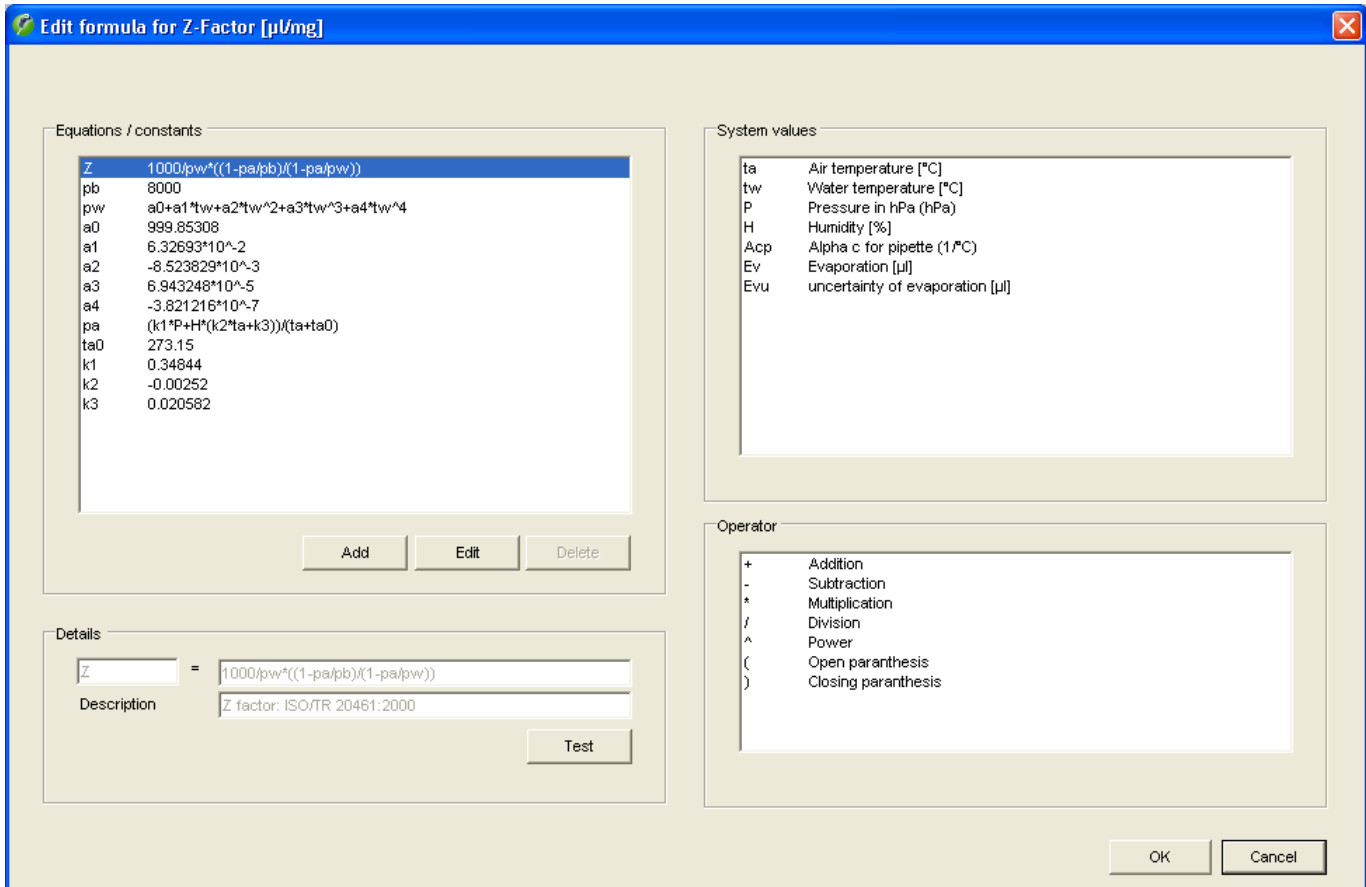 Edit formula for Z-Factor [µl/mg]
Equations / constants
Z 1000/pw*((1-pa/pb)/(1-pa/pw))
pb 8000
pw a0+a1*tw+a2*tw^2+a3*tw^3+a4*tw^4
a0 999.85308
a1 6.32693*10^-2
a2 -8.523829*10^-3
a3 6.943248*10^-5
a4 -3.821216*10^-7
pa (k1*P+H*(k2*ta+k3))/(ta+ta0)
ta0 273.15
k1 0.34844
k2 -0.00252
k3 0.020582
Add Edit Delete
Details
Z = 1000/pw*((1-pa/pb)/(1-pa/pw))
Description Z factor: ISO/TR 20461:2000
Test
System values
ta Air temperature [°C]
tw Water temperature [°C]
P Pressure in hPa (hPa)
H Humidity [%]
Acp Alpha c for pipette (1/°C)
Ev Evaporation [µl]
Evu uncertainty of evaporation [µl]
Operator
+ Addition
- Subtraction
* Multiplication
/ Division
^ Power
( Open paranthesis
) Closing paranthesis
OK Cancel